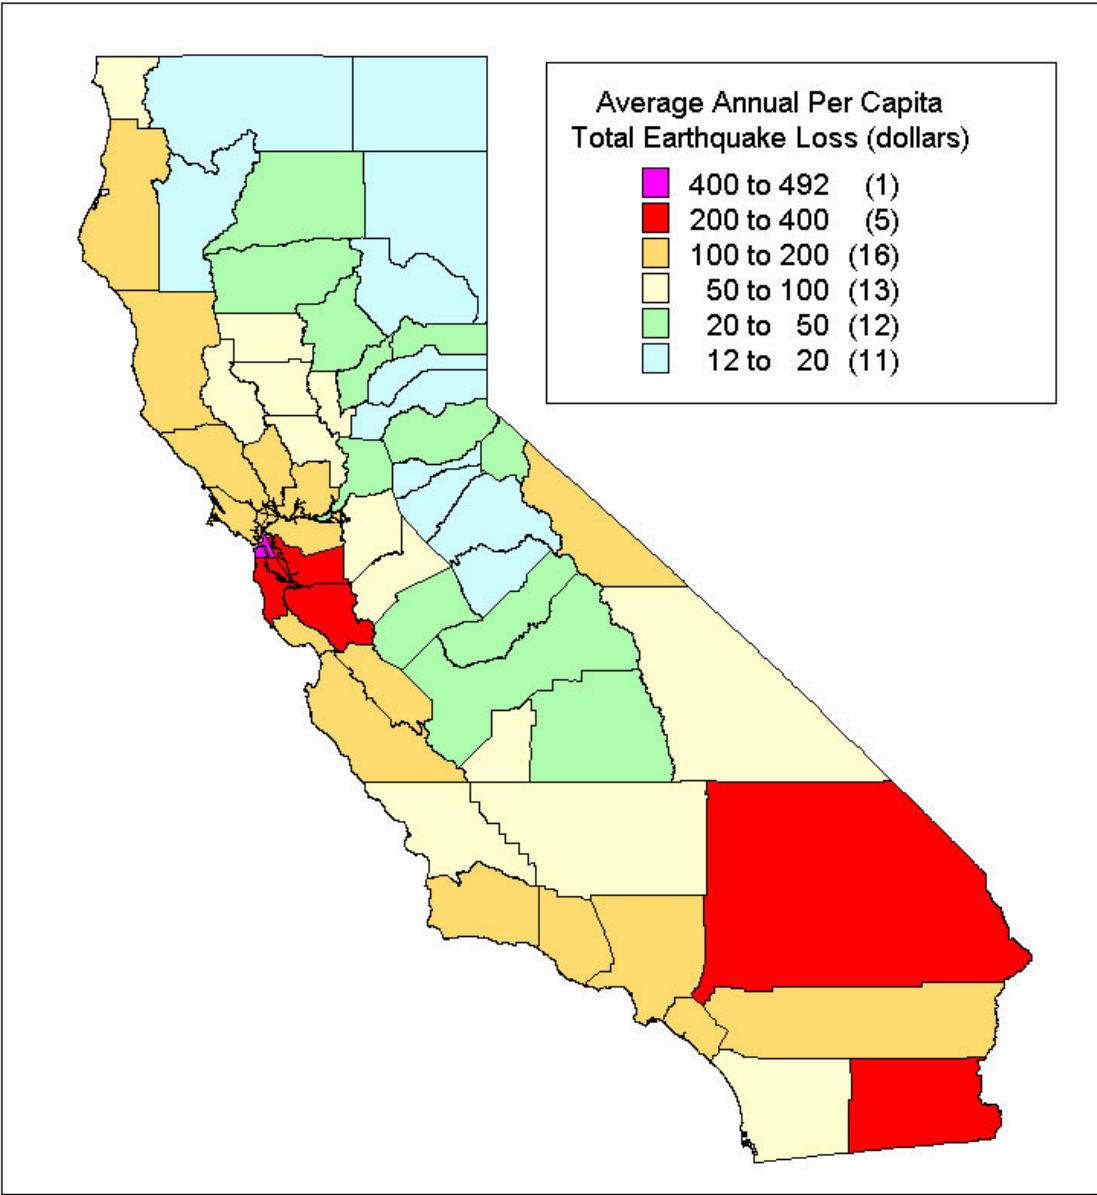 Average Annual Per Capita
Total Earthquake Loss (dollars)
400 to 492 (1)
200 to 400 (5)
100 to 200 (16)
50 to 100 (13)
20 to 50 (12)
12 to 20 (11)